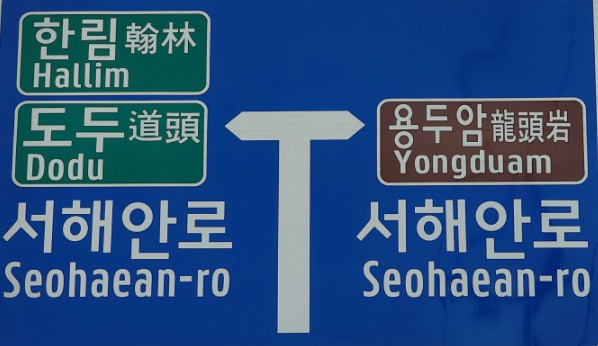 한림 翰林
Hallim
도두 道頭
Dodu
서해안로
Seohaean-ro
용두암 龍頭岩
Yongduam
서해안로
Seohaean-ro